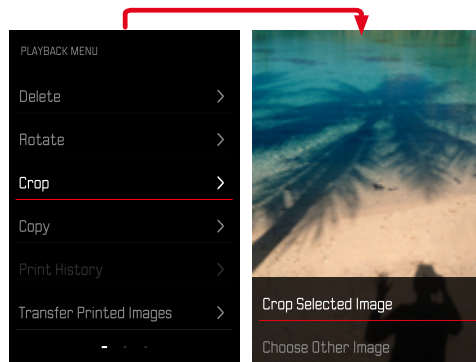 PLAYBACK MENU
Delete
Rotate
Crop
Copy
Print History
Transfer Printed Images
Crop Selected Image
Choose Other Image